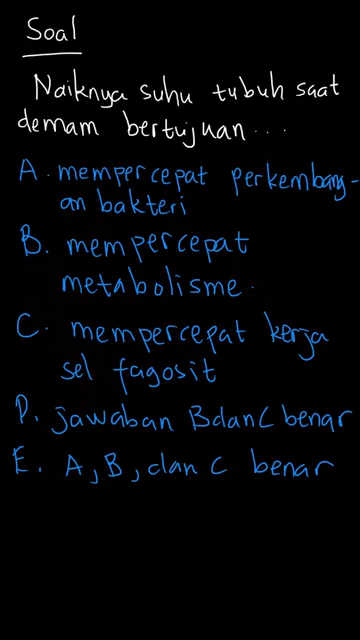 Soal
Naiknya suhu tubuh saat
demam bertujuan...
A. mempercepat perkembang-
an bakteri
B. mempercepat
metabolisme.
C. mempercepat kerja
sel fagosit
D. jawaban B dan C benar
E. A, B, dan C benar